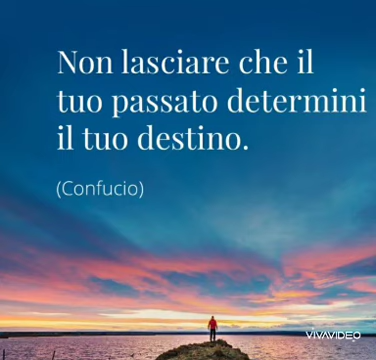 Non lasciare che il
tuo passato determini
il tuo destino.
(Confucio)
VIVAVIDEO